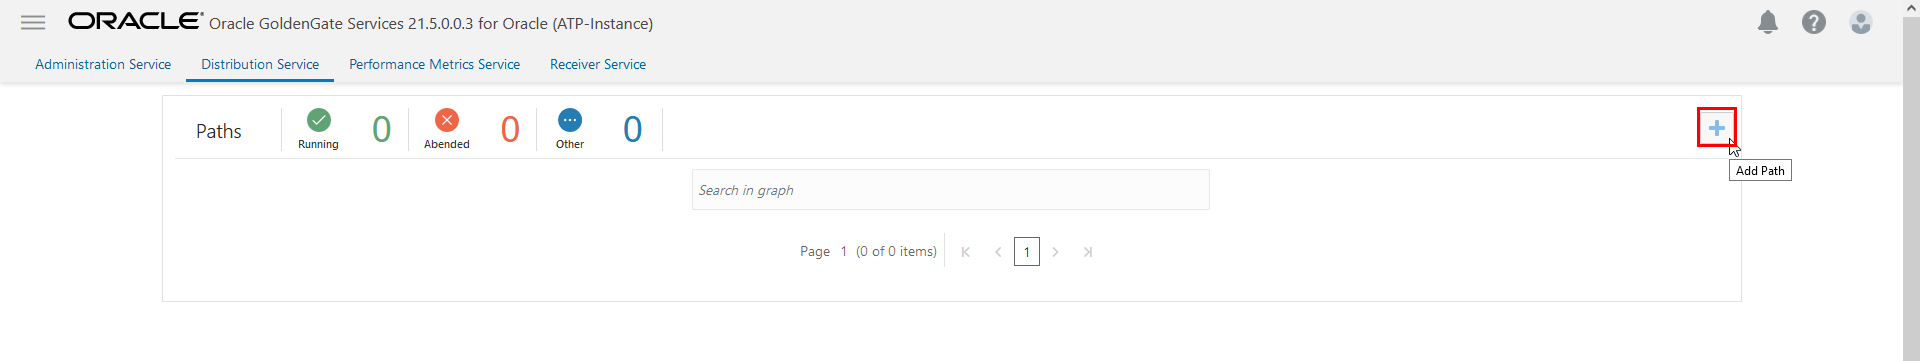 ORACLE Oracle GoldenGate Services 21.5.0.0.3 for Oracle (ATP-Instance)
Administration Service Distribution Service Performance Metrics Service Receiver Service
Paths Running 0 Abended 0 Other 0
Add Path
Search in graph
Page 1 (0 of 0 items) 1